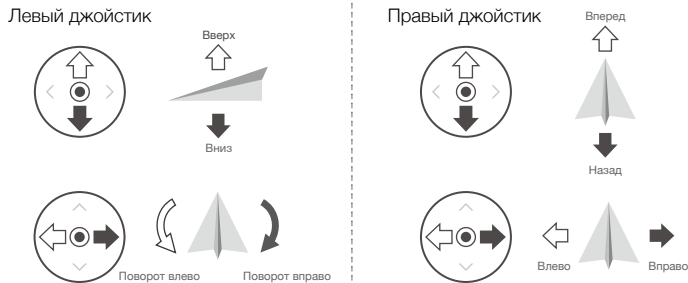 Левый джойстик
Правый джойстик
Вверх
Вперед
Вниз
Назад
Поворот влево
Поворот вправо
Влево
Вправо